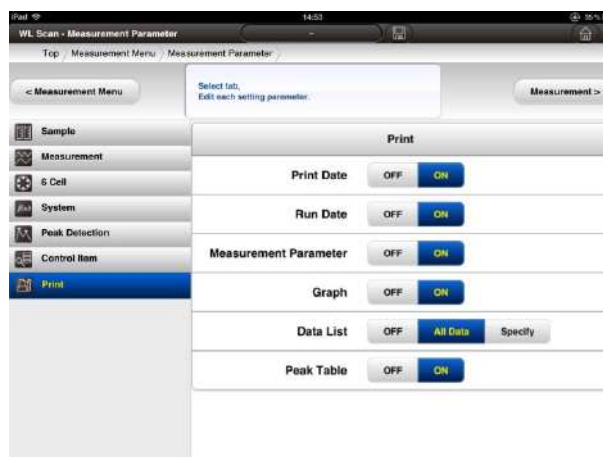 iPad 14:53 55%
WL Scan - Measurement Parameter -
Top / Measurement Menu / Measurement Parameter /
< Measurement Menu
Select tab,
Edit each setting parameter.
Measurement >
Sample
Measurement
6 Cell
System
Peak Detection
Control Item
Print
Print
Print Date OFF ON
Run Date OFF ON
Measurement Parameter OFF ON
Graph OFF ON
Data List OFF All Data Specify
Peak Table OFF ON